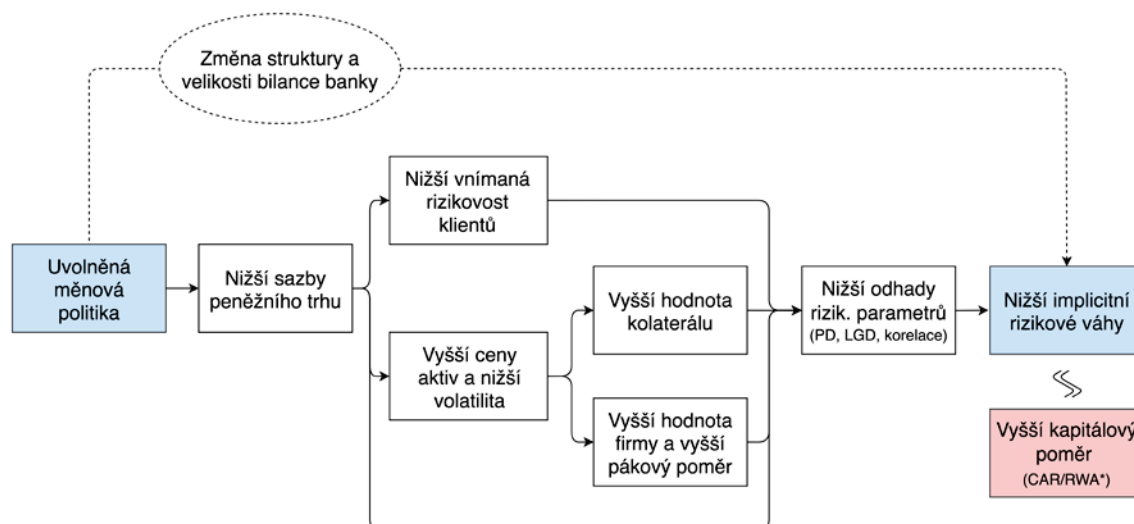 Změna struktury a
velikosti bilance banky
Nižší vnímaná
rizikovost
klientů
Uvolněná
měnová
politika
Nižší sazby
peněžního trhu
Vyšší hodnota
kolaterálu
Nižší odhady
rizik. parametrů
(PD, LGD, korelace)
Nižší implicitní
rizikové váhy
Vyšší ceny
aktiv a nižší
volatilita
Vyšší hodnota
firmy a vyšší
pákový poměr
Vyšší kapitálový
poměr
(CAR/RWA*)